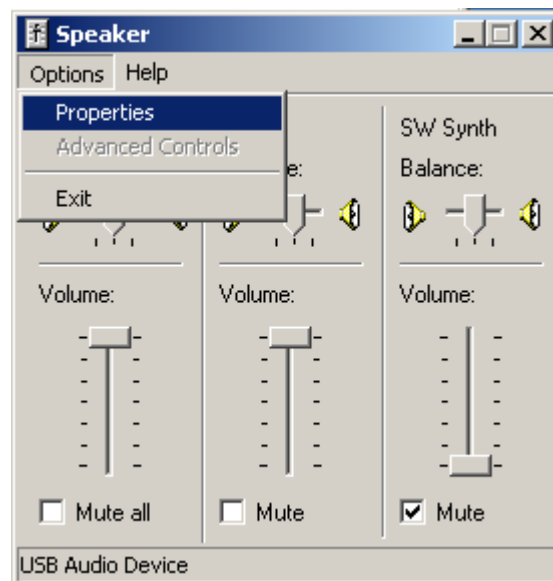 Speaker
Options Help
Properties
Advanced Controls
Exit
e:
SW Synth
Balance:
Volume:
Volume:
Volume:
Mute all
Mute
Mute
USB Audio Device